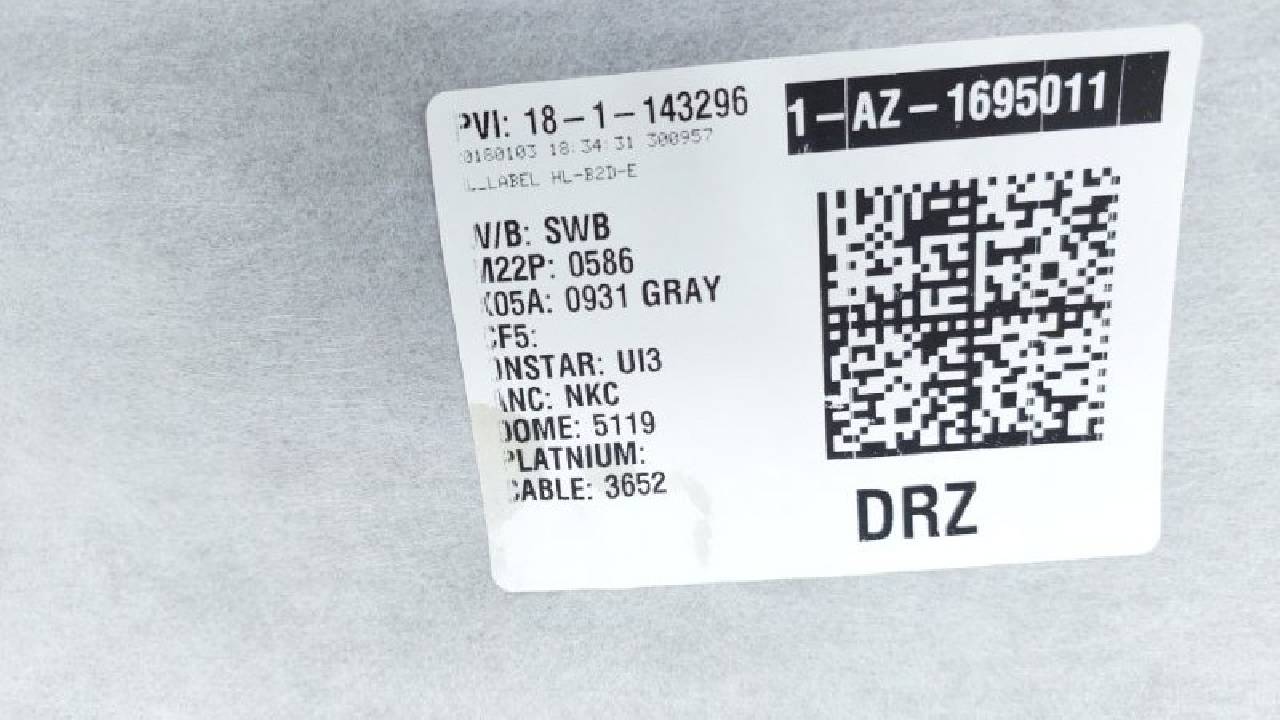 PVI: 18-1-143296
1-AZ-1695011
0180103 18:34:31 300957
L_LABEL HL-B2D-E
W/B: SWB
M22P: 0586
K05A: 0931 GRAY
CF5:
ONSTAR: UI3
ANC: NKC
DOME: 5119
PLATNIUM:
CABLE: 3652
DRZ